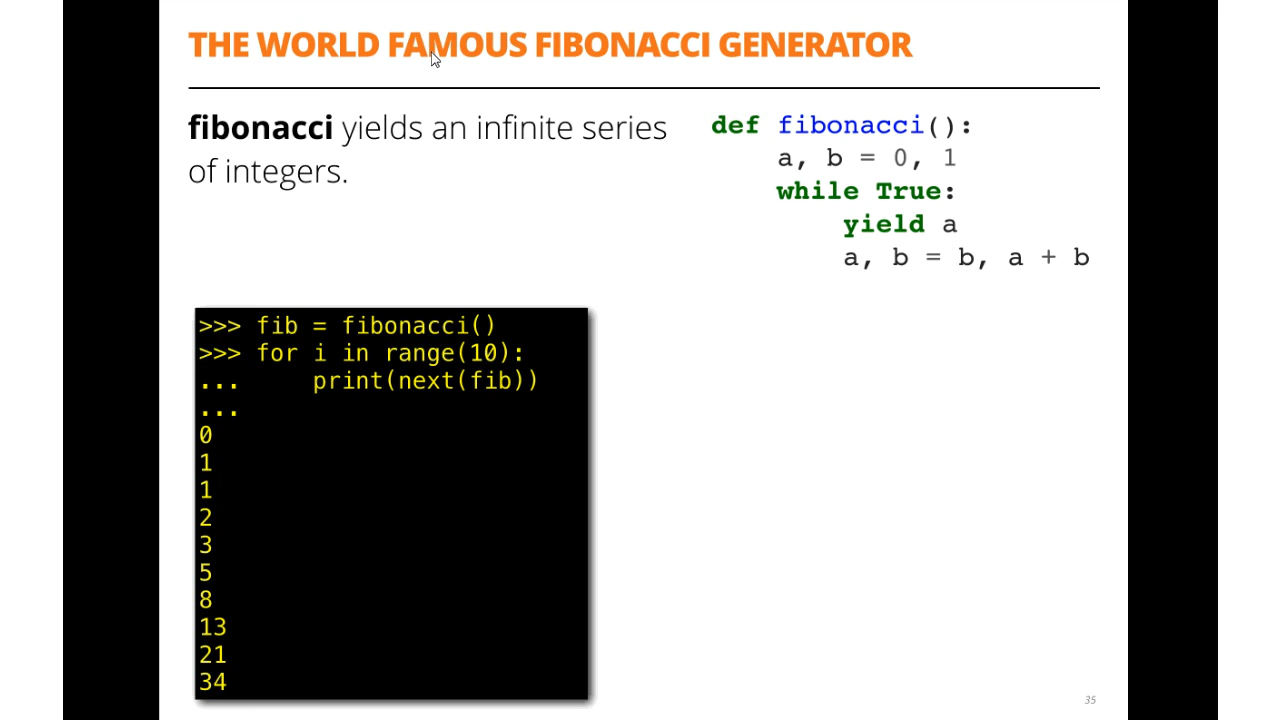 THE WORLD FAMOUS FIBONACCI GENERATOR
fibonacci yields an infinite series
of integers.
def fibonacci():
    a, b = 0, 1
    while True:
        yield a
        a, b = b, a + b
>>> fib = fibonacci()
>>> for i in range(10):
...     print(next(fib))
...
0
1
1
2
3
5
8
13
21
34
35